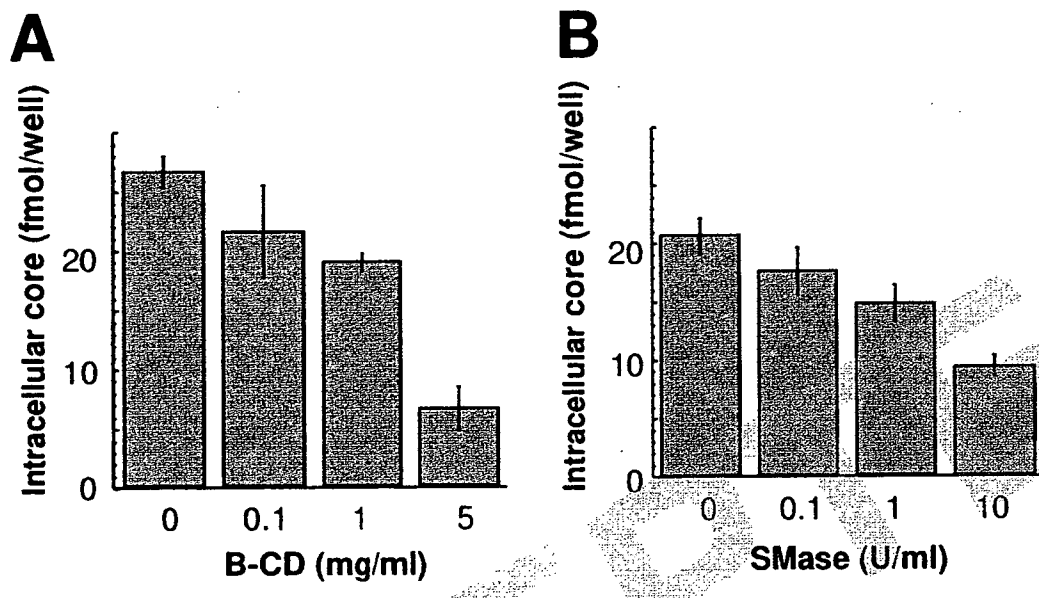 A
B
Intracellular core (fmol/well)
20
10
0
0 0.1 1 5
B-CD (mg/ml)
Intracellular core (fmol/well)
20
10
0
0 0.1 1 10
SMase (U/ml)